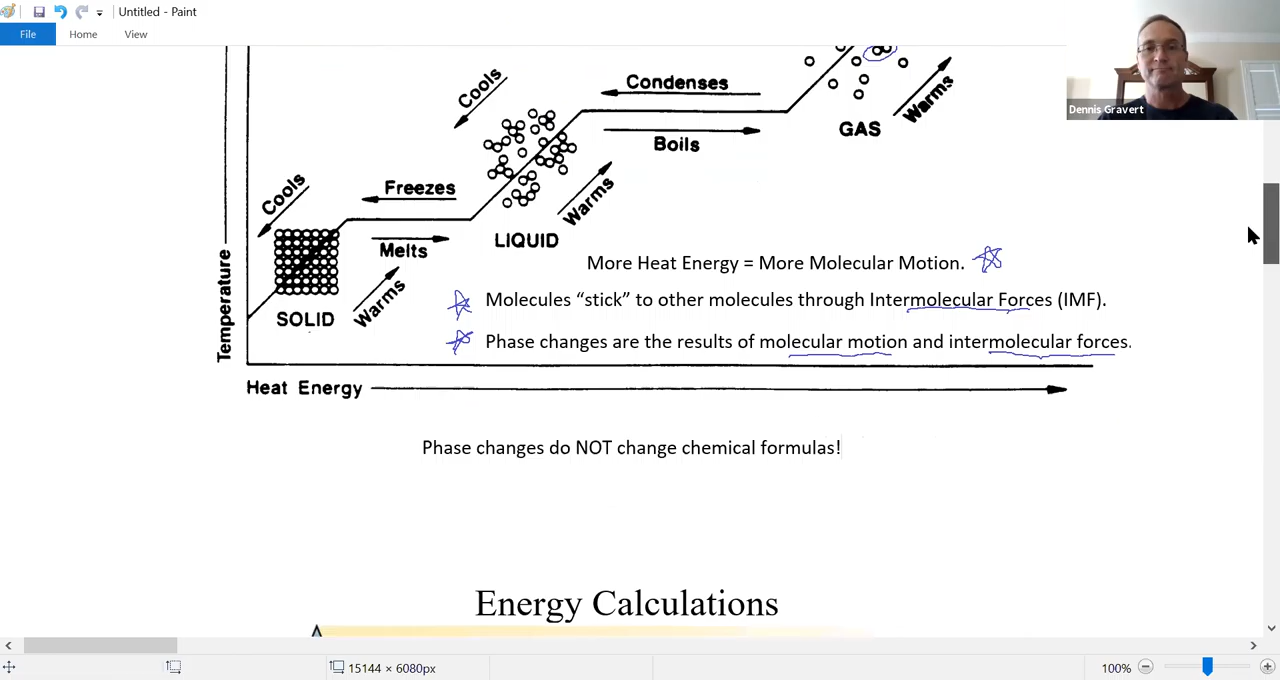 Untitled - Paint
File Home View
Dennis Gravert
Cools
Condenses
Warms
GAS
Boils
Cools
Freezes
Warms
LIQUID
Melts
Warms
SOLID
Temperature
More Heat Energy = More Molecular Motion.
Molecules “stick” to other molecules through Intermolecular Forces (IMF).
Phase changes are the results of molecular motion and intermolecular forces.
Heat Energy
Phase changes do NOT change chemical formulas!
Energy Calculations
15144 × 6080px
100%